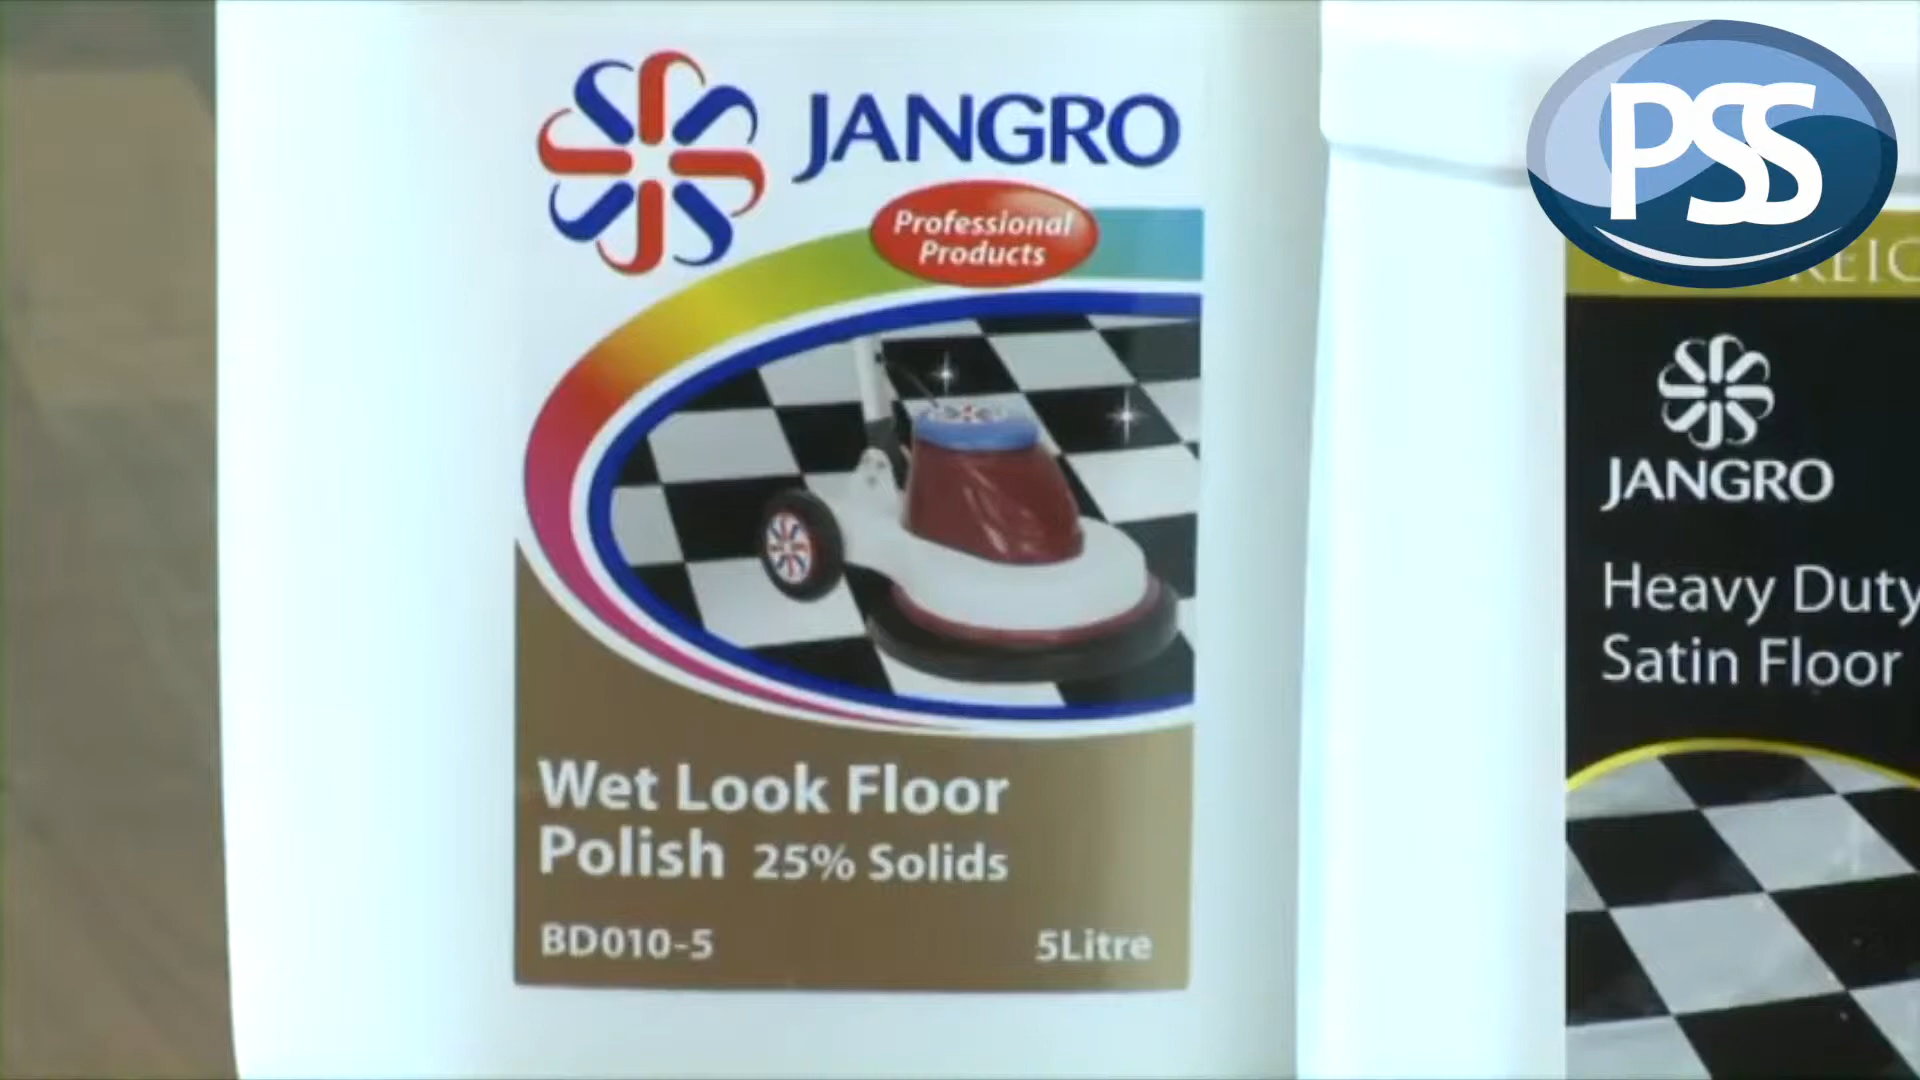 JANGRO
Professional
Products
Wet Look Floor
Polish 25% Solids
BD010-5
5Litre
PSS
JANGRO
Heavy Duty
Satin Floor